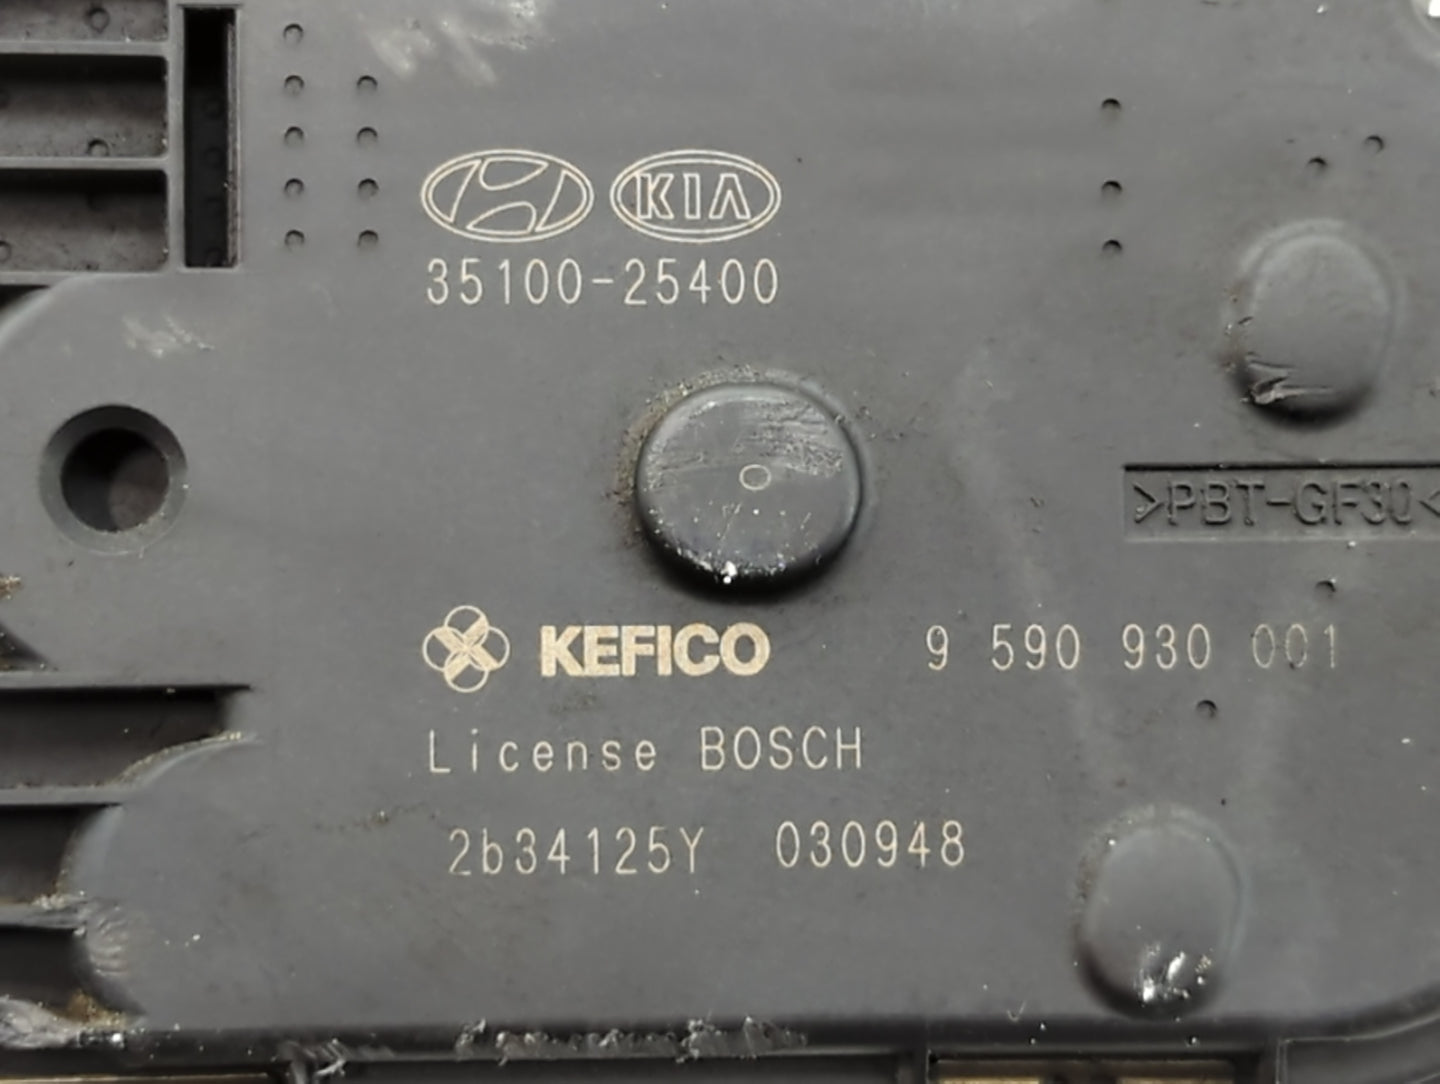 KIA
35100-25400
>PBT-GF30<
KEFICO 9 590 930 001
License BOSCH
2b34125Y 030948